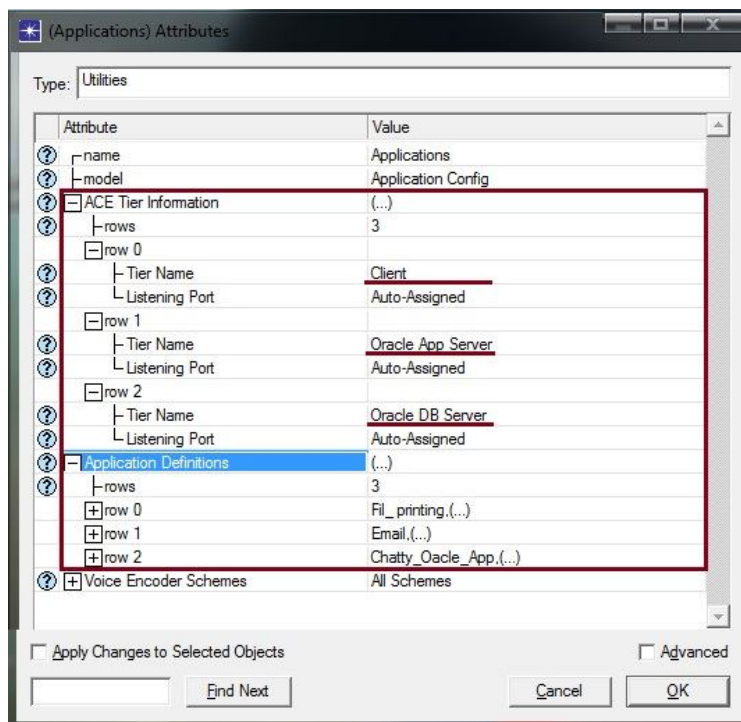 (Applications) Attributes
Type: Utilities
Attribute Value
name Applications
model Application Config
ACE Tier Information (...)
rows 3
row 0
Tier Name Client
Listening Port Auto-Assigned
row 1
Tier Name Oracle App Server
Listening Port Auto-Assigned
row 2
Tier Name Oracle DB Server
Listening Port Auto-Assigned
Application Definitions (...)
rows 3
row 0 Fil_ printing,(...)
row 1 Email,(...)
row 2 Chatty_Oacle_App,(...)
Voice Encoder Schemes All Schemes
Apply Changes to Selected Objects Advanced
Find Next Cancel OK